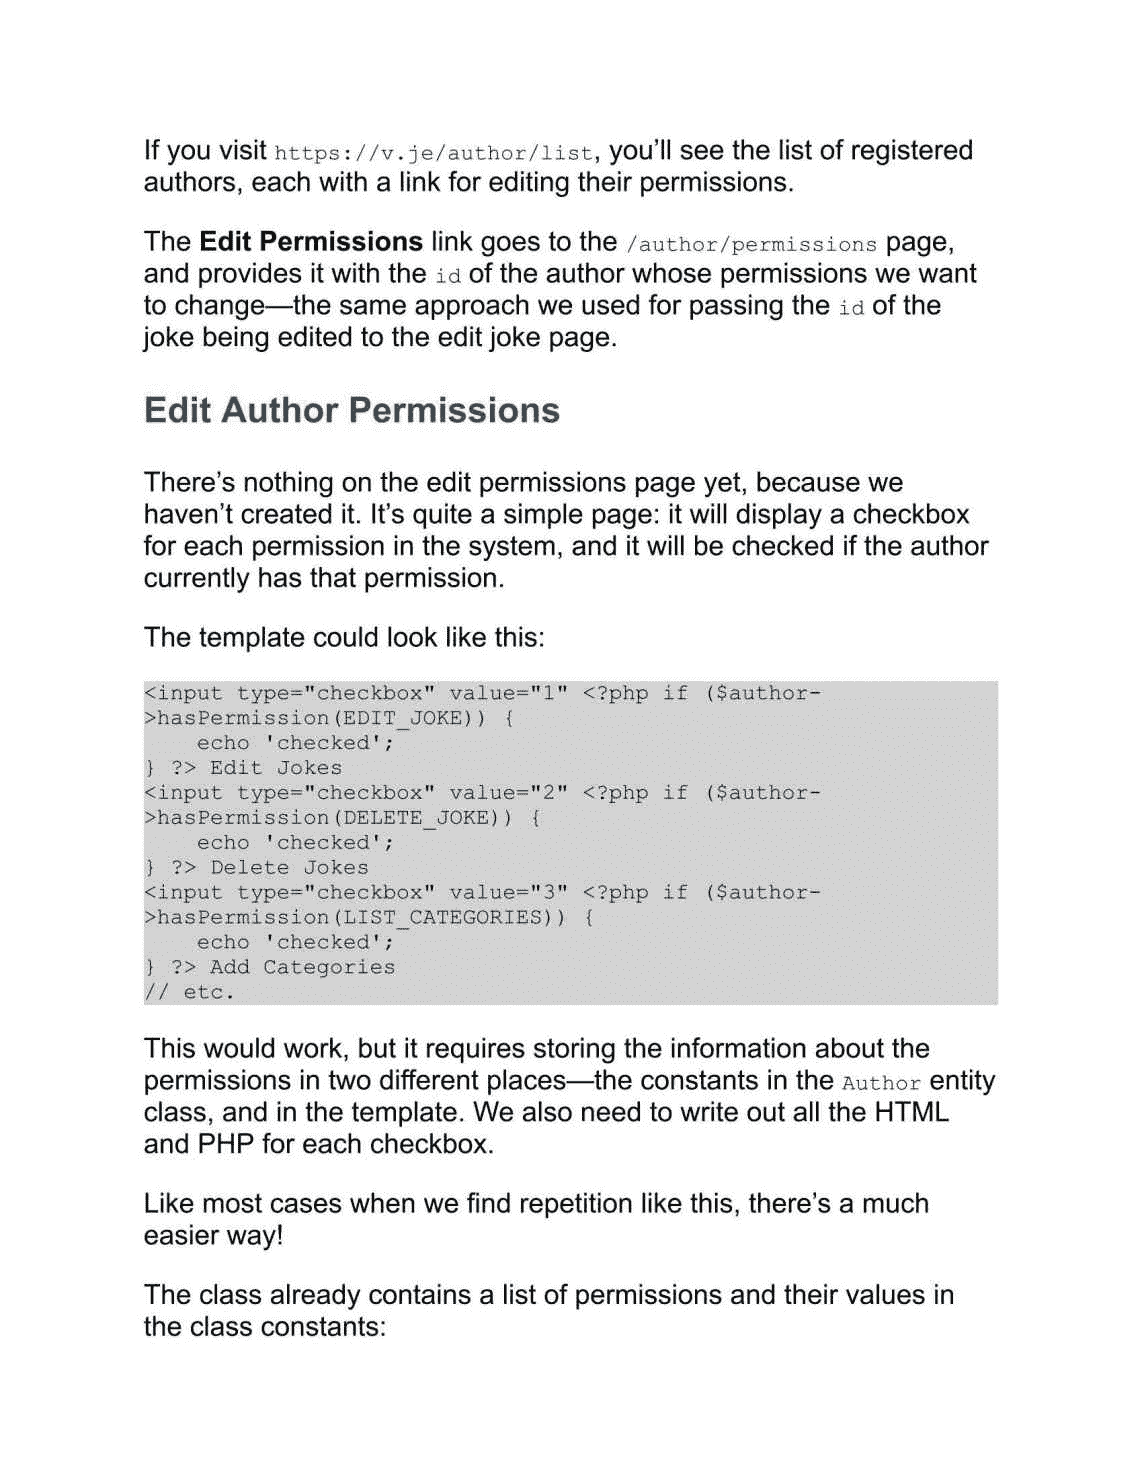 If you visit https://v.je/author/list, you’ll see the list of registered
authors, each with a link for editing their permissions.
The Edit Permissions link goes to the /author/permissions page,
and provides it with the id of the author whose permissions we want
to change—the same approach we used for passing the id of the
joke being edited to the edit joke page.
Edit Author Permissions
There’s nothing on the edit permissions page yet, because we
haven’t created it. It’s quite a simple page: it will display a checkbox
for each permission in the system, and it will be checked if the author
currently has that permission.
The template could look like this:
<input type="checkbox" value="1" <?php if ($author-
>hasPermission(EDIT_JOKE)) {
    echo 'checked';
} ?> Edit Jokes
<input type="checkbox" value="2" <?php if ($author-
>hasPermission(DELETE_JOKE)) {
    echo 'checked';
} ?> Delete Jokes
<input type="checkbox" value="3" <?php if ($author-
>hasPermission(LIST_CATEGORIES)) {
    echo 'checked';
} ?> Add Categories
// etc.
This would work, but it requires storing the information about the
permissions in two different places—the constants in the Author entity
class, and in the template. We also need to write out all the HTML
and PHP for each checkbox.
Like most cases when we find repetition like this, there’s a much
easier way!
The class already contains a list of permissions and their values in
the class constants: